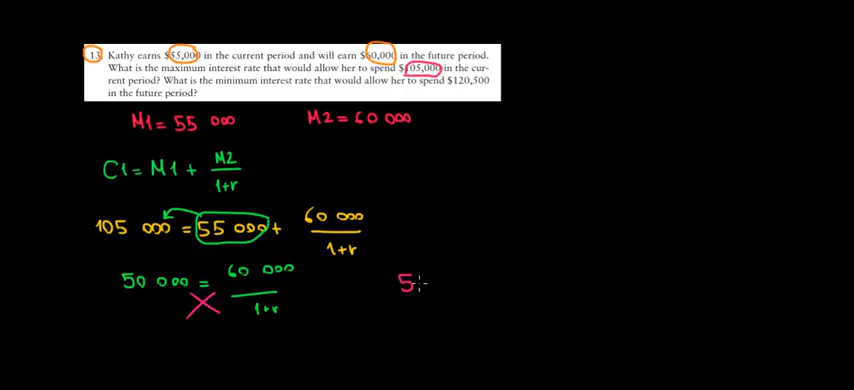 13 Kathy earns $55,000 in the current period and will earn $60,000 in the future period.
What is the maximum interest rate that would allow her to spend $105,000 in the cur-
rent period? What is the minimum interest rate that would allow her to spend $120,500
in the future period?
M1 = 55 000 M2 = 60 000
C1 = M1 + M2/1+r
105 000 = 55 000 + 60 000/1+r
50 000 = 60 000/1+r 5